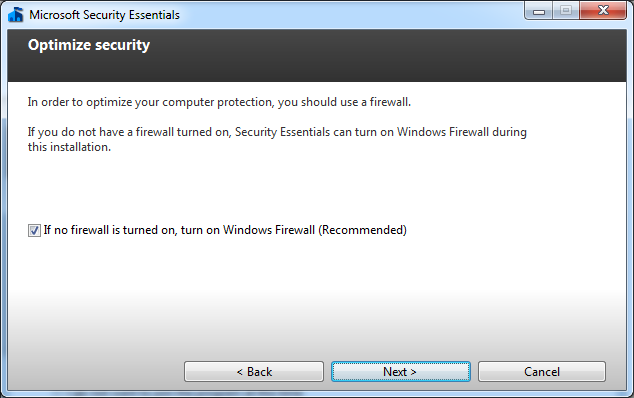 Microsoft Security Essentials
Optimize security
In order to optimize your computer protection, you should use a firewall.
If you do not have a firewall turned on, Security Essentials can turn on Windows Firewall during
this installation.
If no firewall is turned on, turn on Windows Firewall (Recommended)
< Back
Next >
Cancel